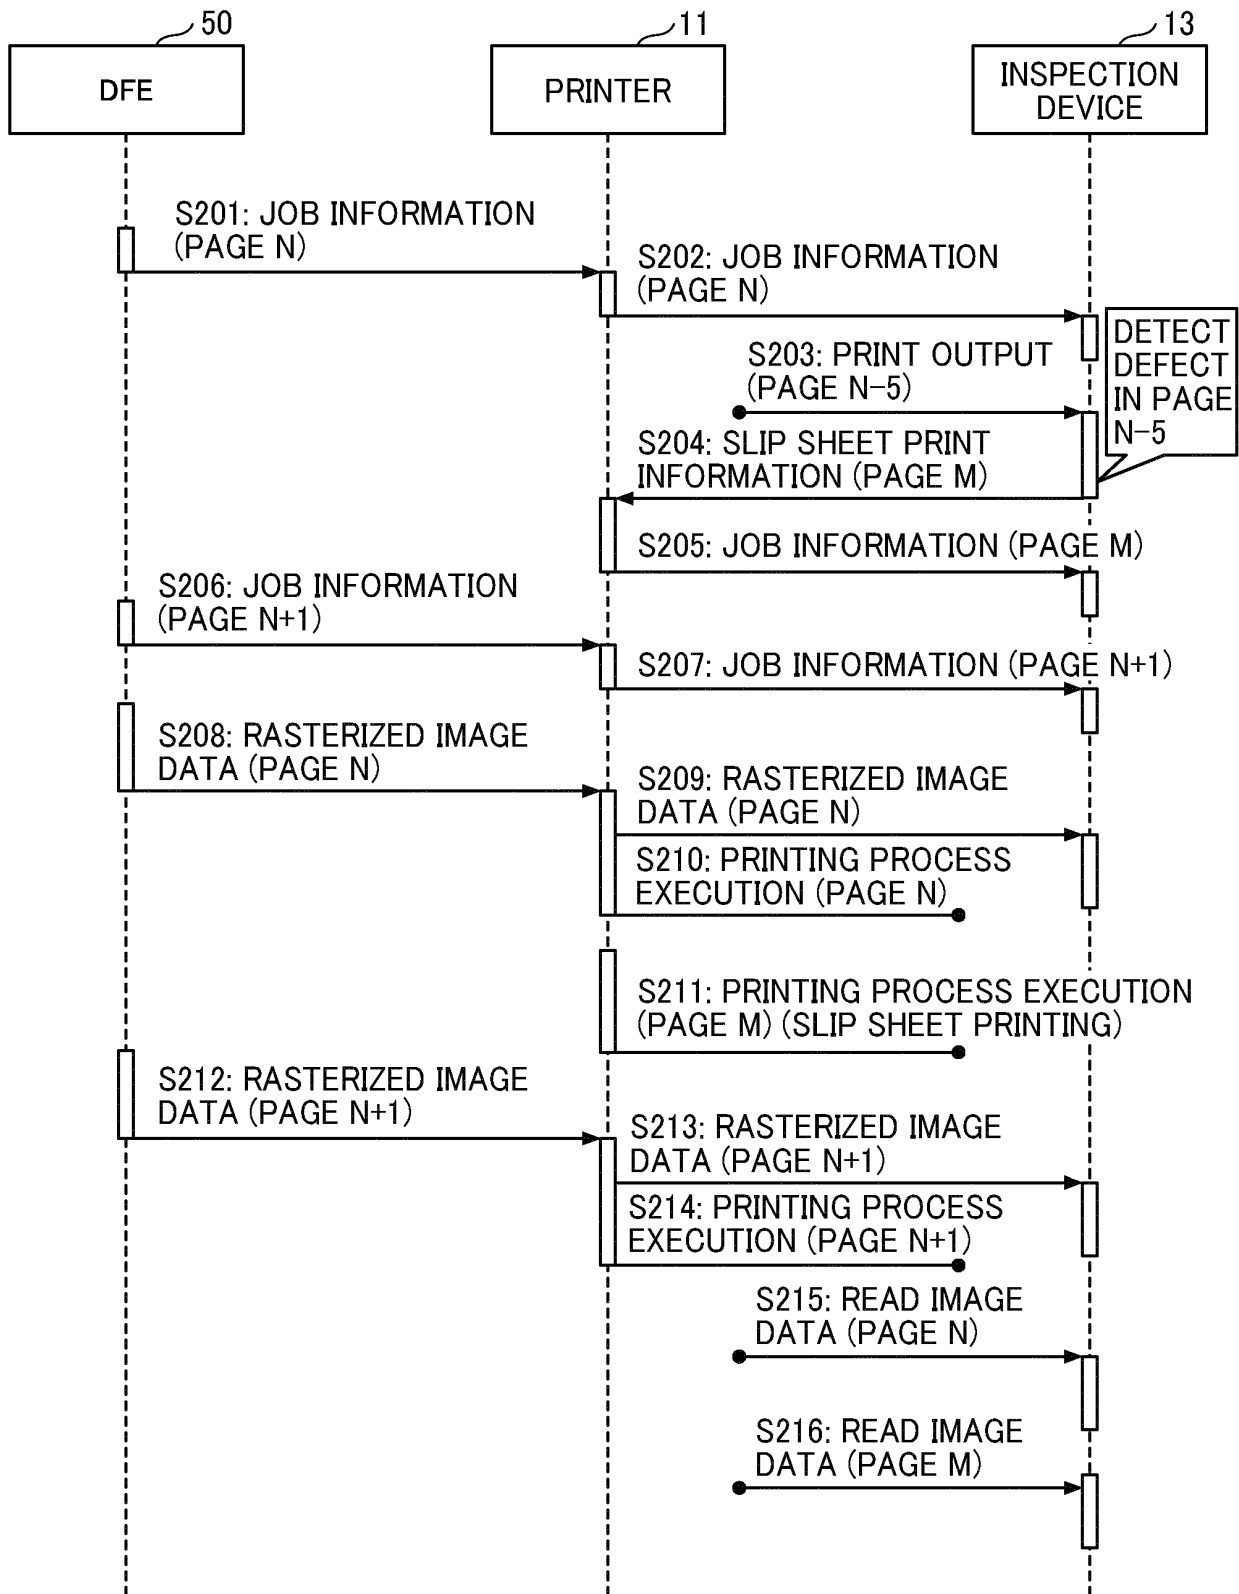 50
11
13
DFE
PRINTER
INSPECTION
DEVICE
S201: JOB INFORMATION
(PAGE N)
S202: JOB INFORMATION
(PAGE N)
DETECT
DEFECT
IN PAGE
N-5
S203: PRINT OUTPUT
(PAGE N-5)
S204: SLIP SHEET PRINT
INFORMATION (PAGE M)
S205: JOB INFORMATION (PAGE M)
S206: JOB INFORMATION
(PAGE N+1)
S207: JOB INFORMATION (PAGE N+1)
S208: RASTERIZED IMAGE
DATA (PAGE N)
S209: RASTERIZED IMAGE
DATA (PAGE N)
S210: PRINTING PROCESS
EXECUTION (PAGE N)
S211: PRINTING PROCESS EXECUTION
(PAGE M) (SLIP SHEET PRINTING)
S212: RASTERIZED IMAGE
DATA (PAGE N+1)
S213: RASTERIZED IMAGE
DATA (PAGE N+1)
S214: PRINTING PROCESS
EXECUTION (PAGE N+1)
S215: READ IMAGE
DATA (PAGE N)
S216: READ IMAGE
DATA (PAGE M)